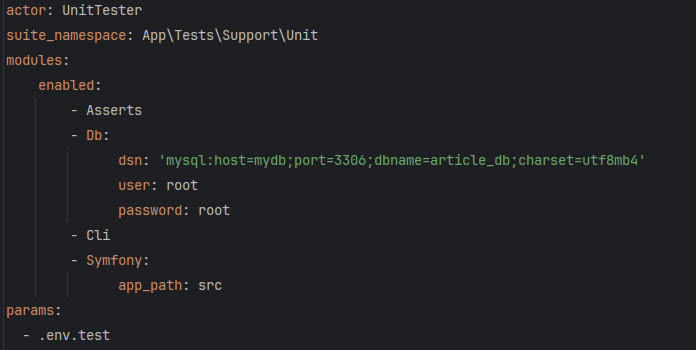 actor: UnitTester
suite_namespace: App\Tests\Support\Unit
modules:
    enabled:
        - Asserts
        - Db:
              dsn: 'mysql:host=mydb;port=3306;dbname=article_db;charset=utf8mb4'
              user: root
              password: root
        - Cli
        - Symfony:
              app_path: src
params:
  - .env.test